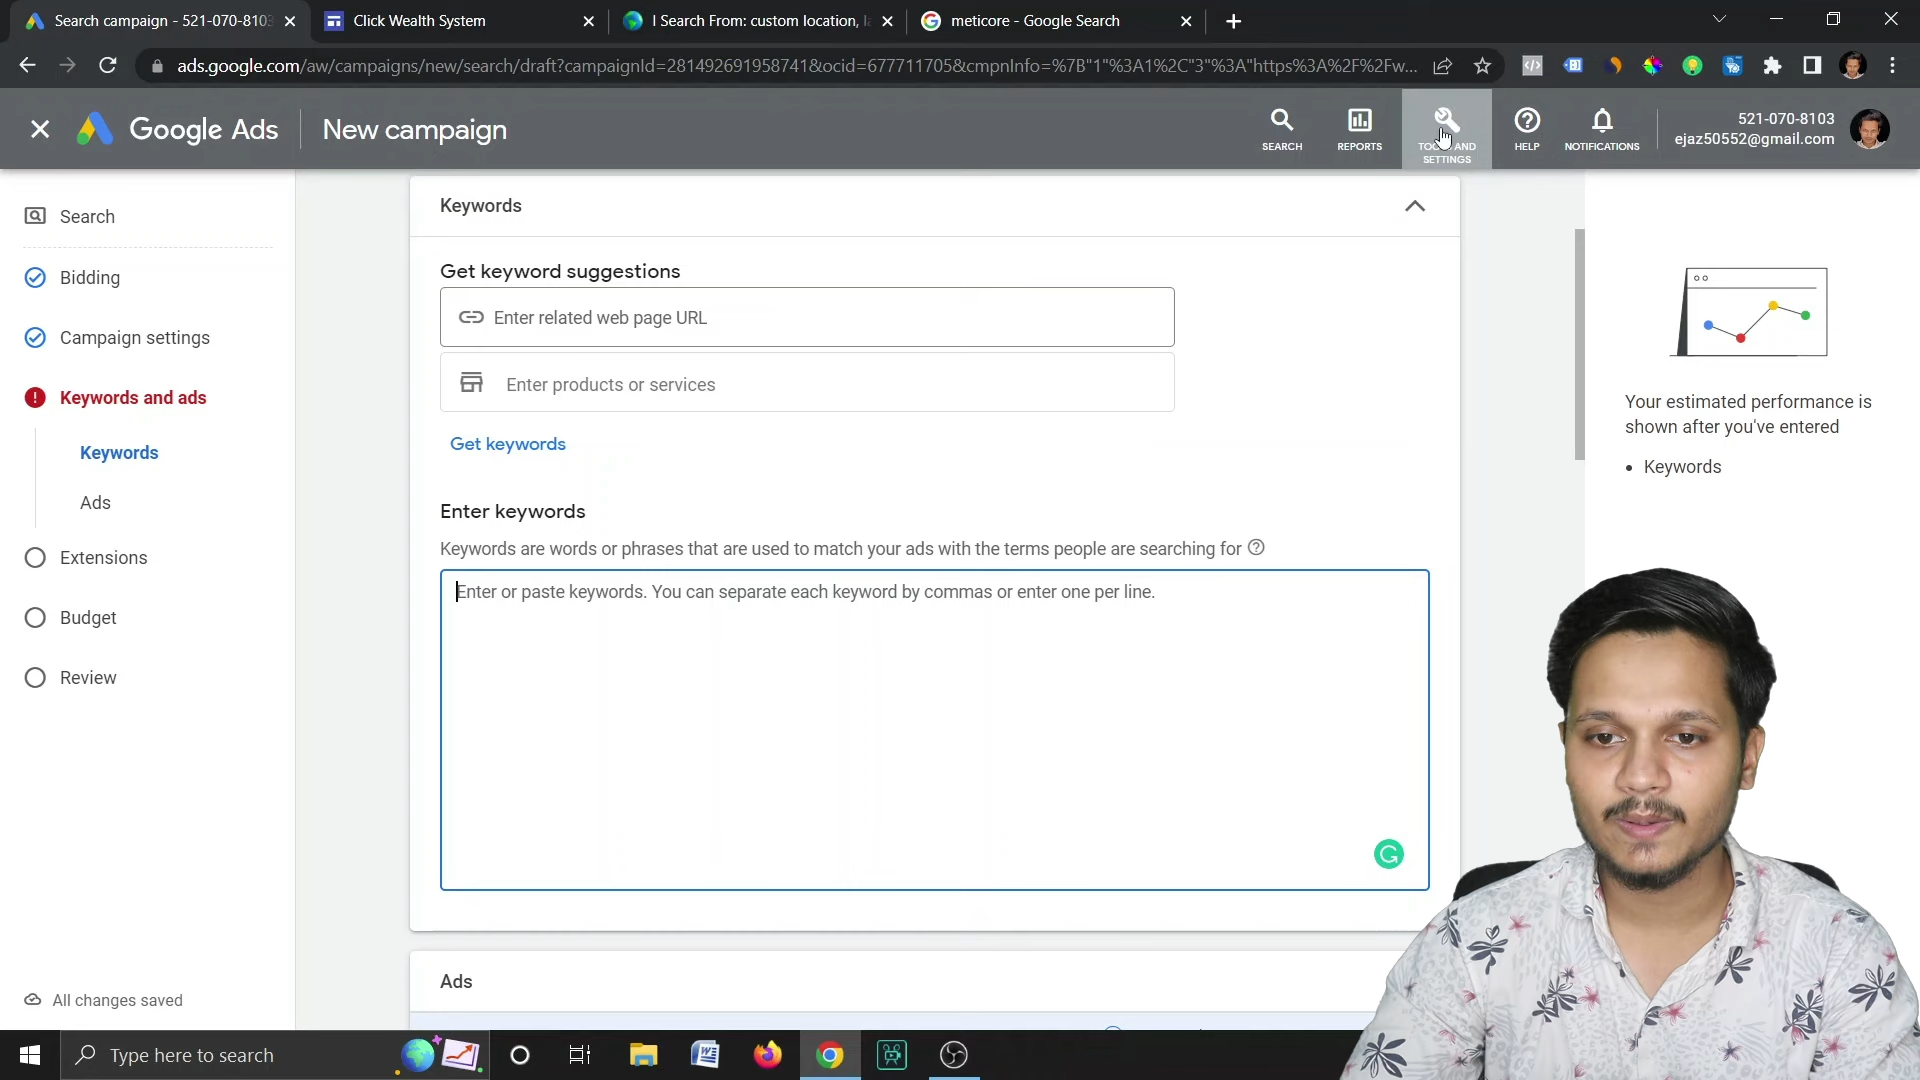 Search campaign - 521-070-8103
Click Wealth System
I Search From: custom location, la
meticore - Google Search
ads.google.com/aw/campaigns/new/search/draft?campaignId=281492691958741&ocid=677711705&cmpnInfo=%7B"1"%3A1%2C"3"%3A"https%3A%2F%2Fw...
Google Ads
New campaign
SEARCH
REPORTS
TOOLS AND
SETTINGS
HELP
NOTIFICATIONS
521-070-8103
ejaz50552@gmail.com
Search
Bidding
Campaign settings
Keywords and ads
Keywords
Ads
Extensions
Budget
Review
All changes saved
Keywords
Get keyword suggestions
Enter related web page URL
Enter products or services
Get keywords
Enter keywords
Keywords are words or phrases that are used to match your ads with the terms people are searching for
Enter or paste keywords. You can separate each keyword by commas or enter one per line.
Ads
Your estimated performance is
shown after you've entered
• Keywords
Type here to search